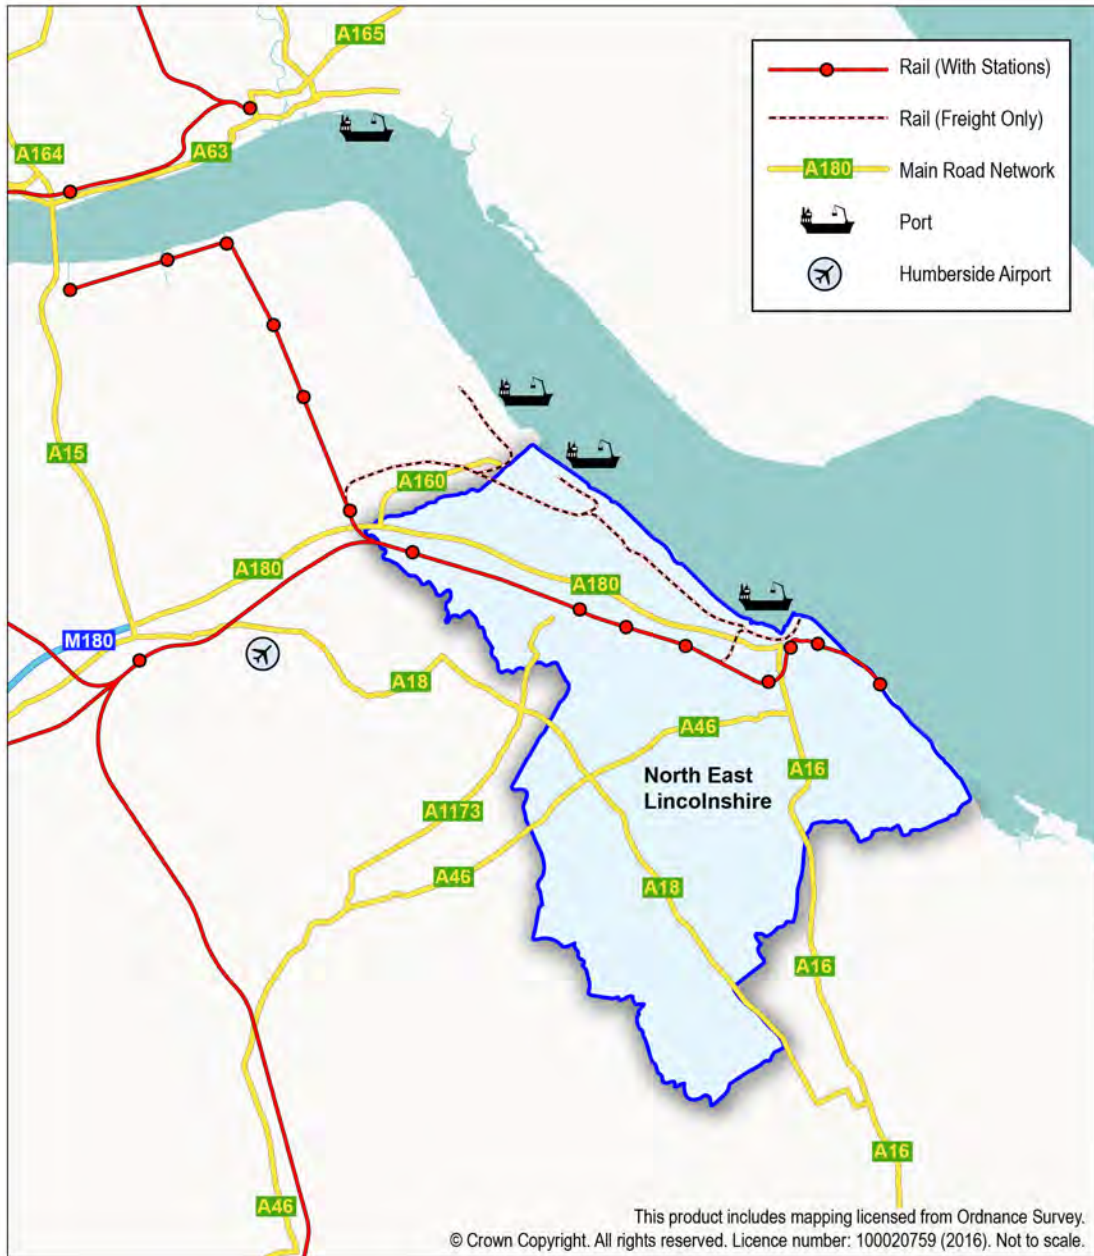 A165
Rail (With Stations)
Rail (Freight Only)
A164
A63
A180
Main Road Network
Port
Humberside Airport
A15
A160
A180
A180
M180
A18
A46
North East
Lincolnshire
A16
A1173
A46
A18
A16
A16
A46
This product includes mapping licensed from Ordnance Survey.
© Crown Copyright. All rights reserved. Licence number: 100020759 (2016). Not to scale.